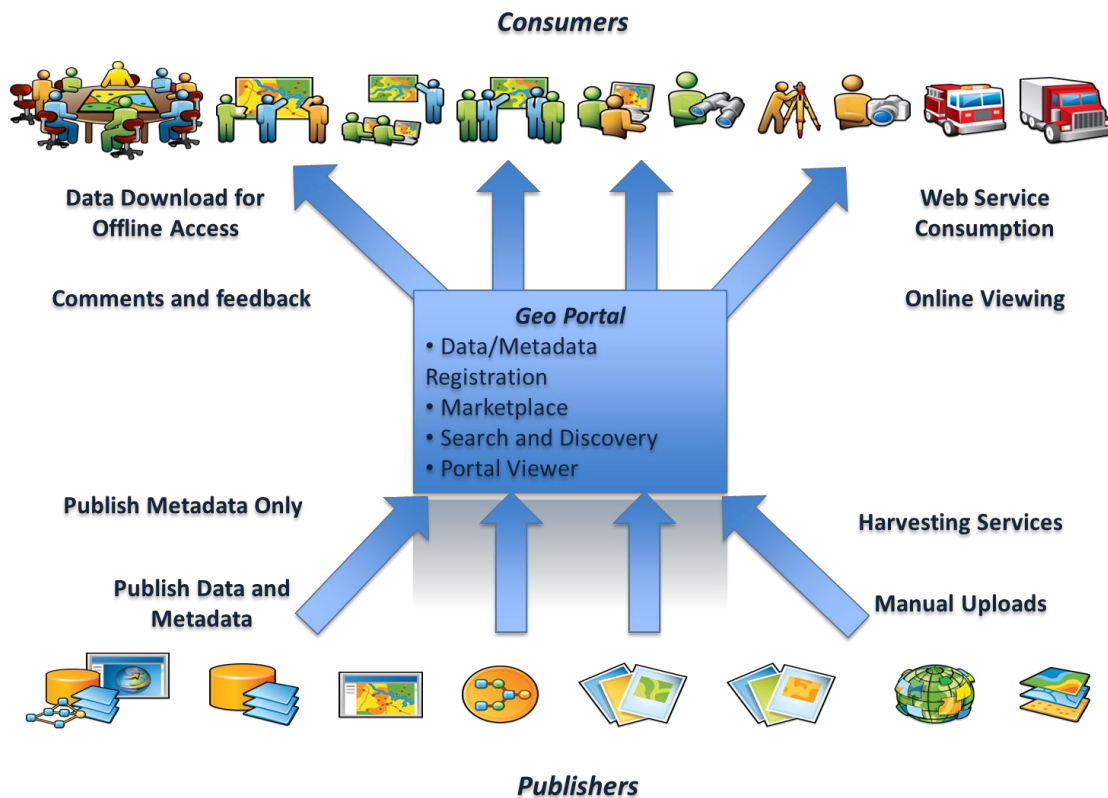 Consumers
Data Download for
Offline Access
Web Service
Consumption
Comments and feedback
Online Viewing
Geo Portal
• Data/Metadata
Registration
• Marketplace
• Search and Discovery
• Portal Viewer
Publish Metadata Only
Harvesting Services
Publish Data and
Metadata
Manual Uploads
Publishers